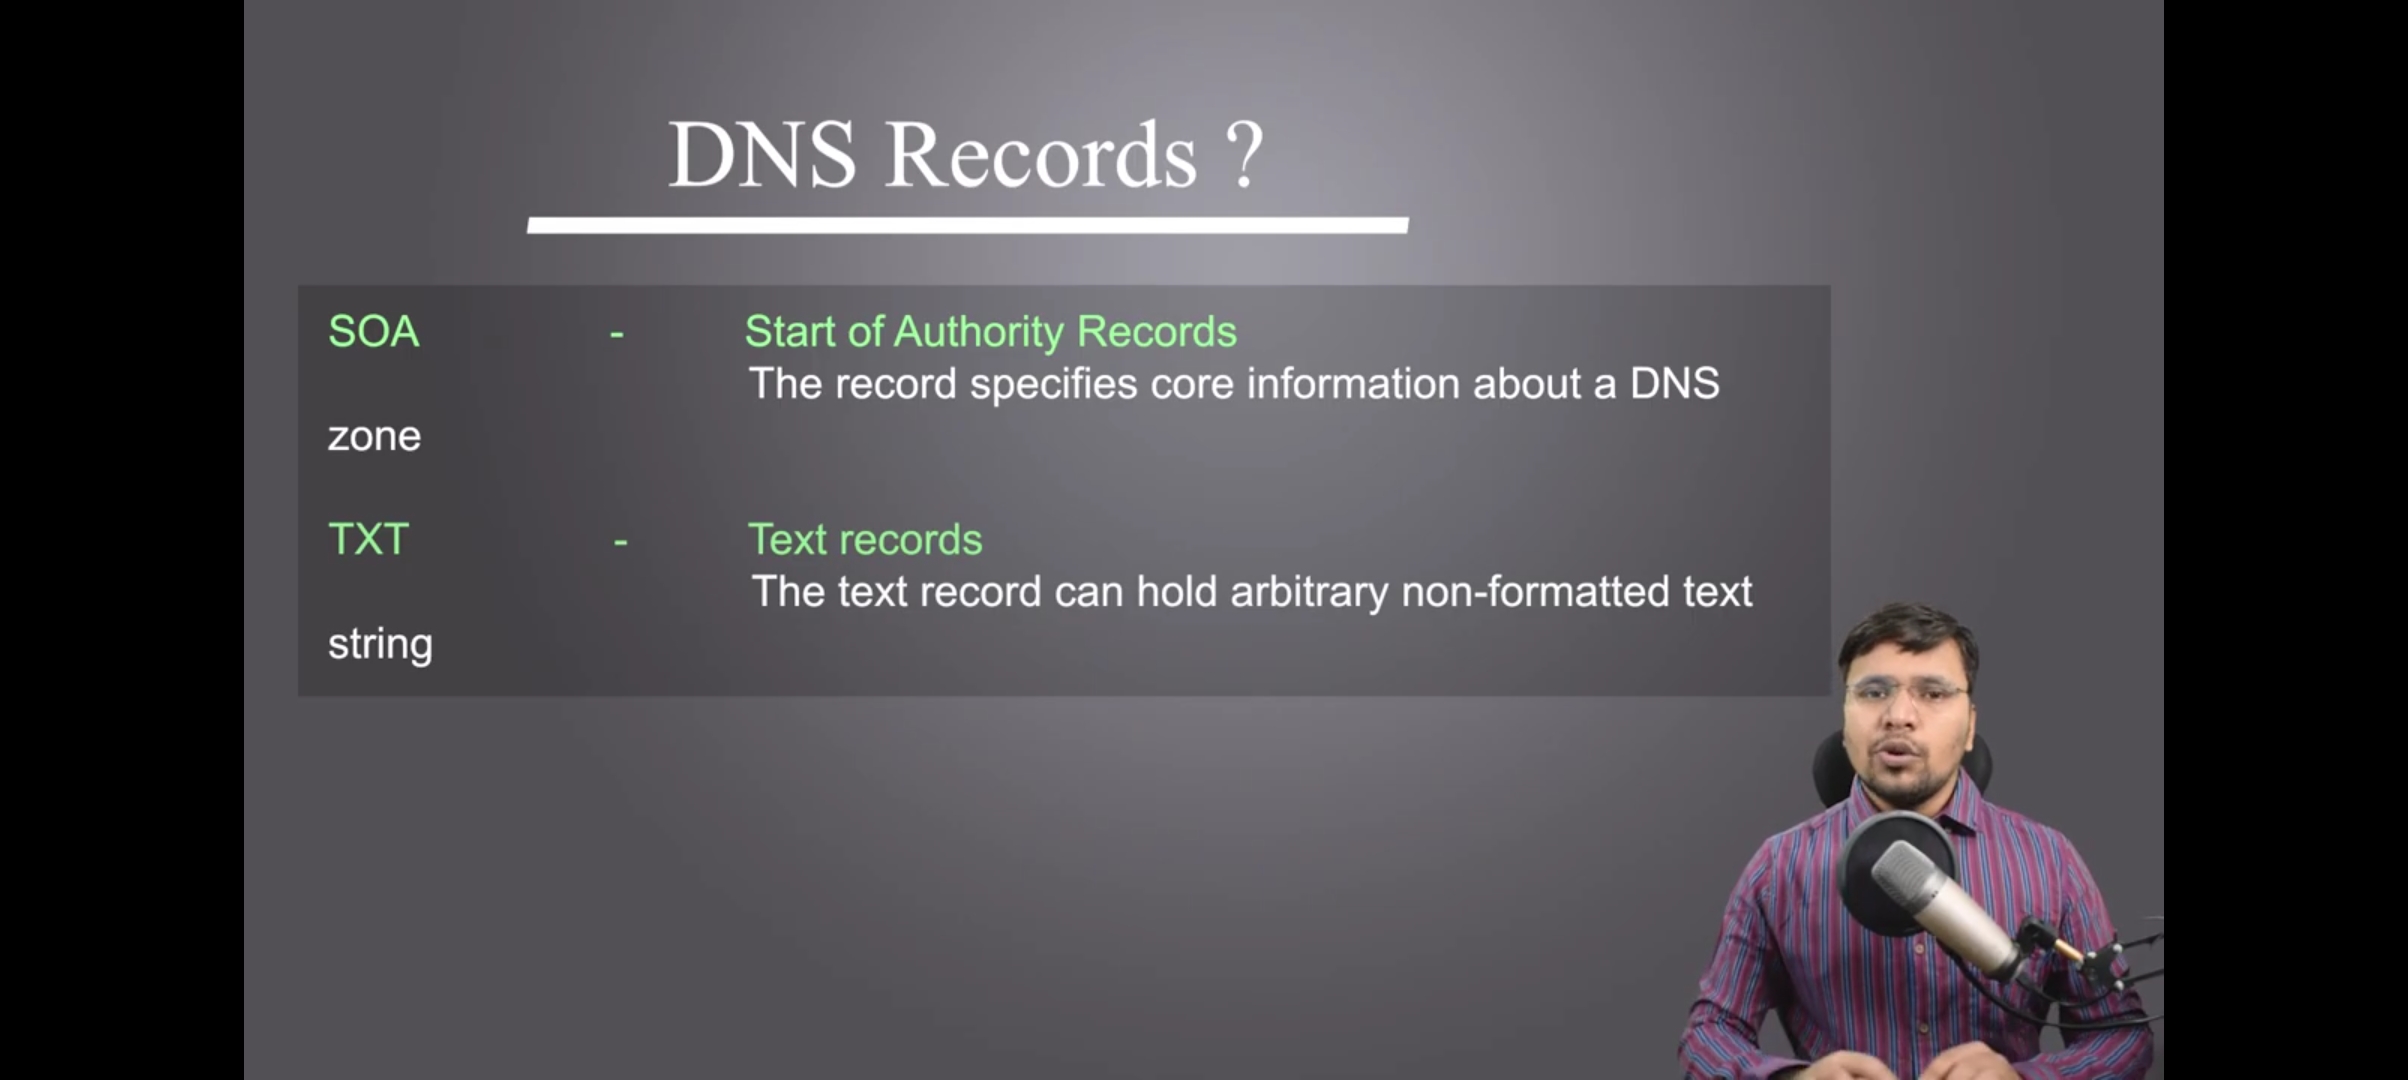 DNS Records ?
SOA - Start of Authority Records
The record specifies core information about a DNS
zone
TXT - Text records
The text record can hold arbitrary non-formatted text
string